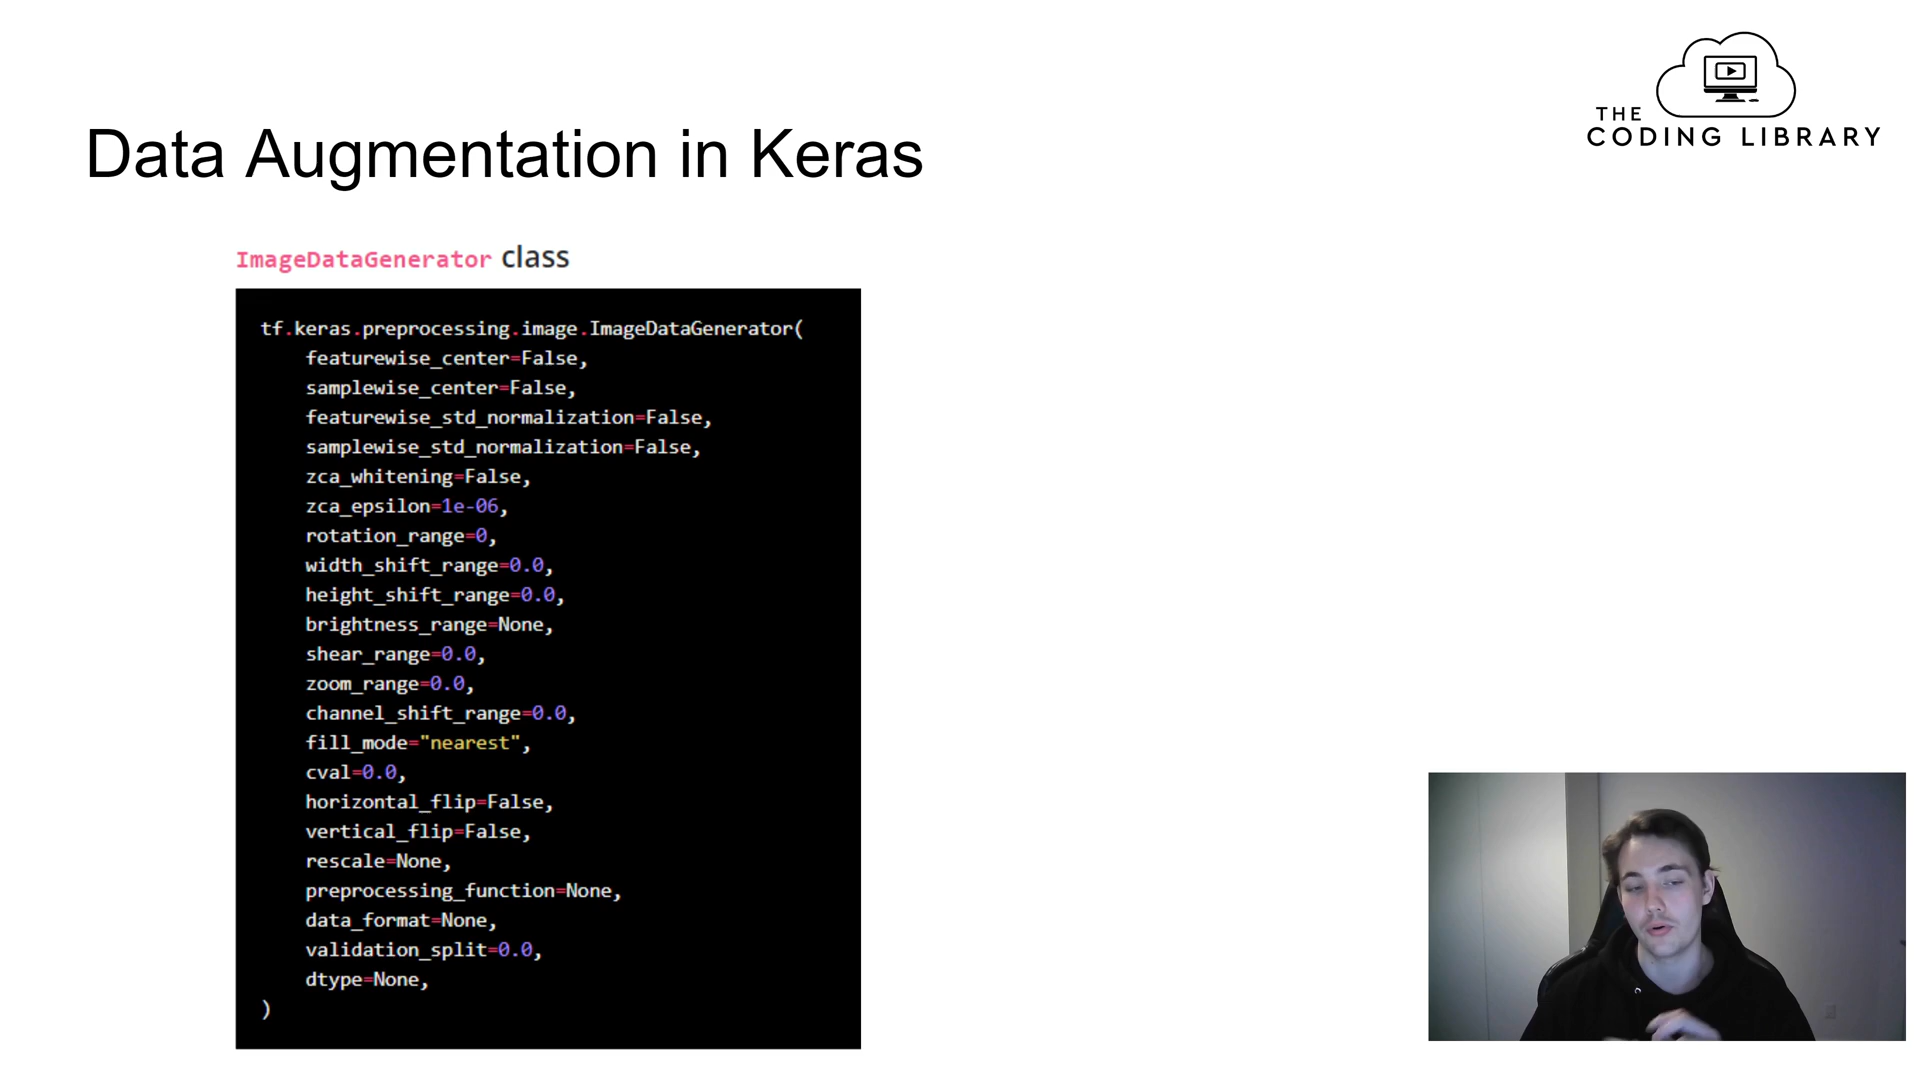 THE
CODING LIBRARY
Data Augmentation in Keras
ImageDataGenerator class
tf.keras.preprocessing.image.ImageDataGenerator(
    featurewise_center=False,
    samplewise_center=False,
    featurewise_std_normalization=False,
    samplewise_std_normalization=False,
    zca_whitening=False,
    zca_epsilon=1e-06,
    rotation_range=0,
    width_shift_range=0.0,
    height_shift_range=0.0,
    brightness_range=None,
    shear_range=0.0,
    zoom_range=0.0,
    channel_shift_range=0.0,
    fill_mode="nearest",
    cval=0.0,
    horizontal_flip=False,
    vertical_flip=False,
    rescale=None,
    preprocessing_function=None,
    data_format=None,
    validation_split=0.0,
    dtype=None,
)